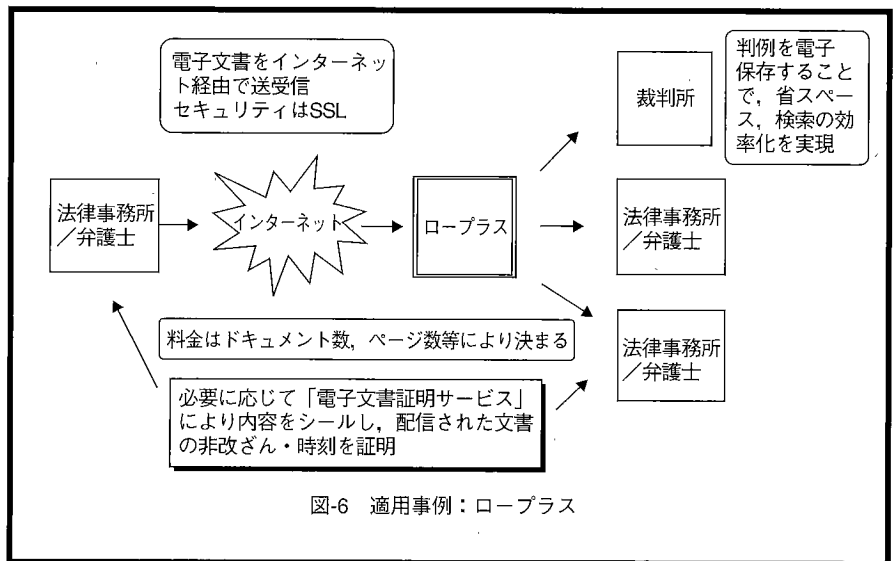 電子文書をインターネッ
ト経由で送受信
セキュリティはSSL
裁判所
判例を電子
保存すること
で，省スペー
ス，検索の効
率化を実現
法律事務所
／弁護士
インターネット
ロープラス
法律事務所
／弁護士
料金はドキュメント数，ページ数等により決まる
法律事務所
／弁護士
必要に応じて「電子文書証明サービス」
により内容をシールし，配信された文書
の非改ざん・時刻を証明
図-6　適用事例：ロープラス